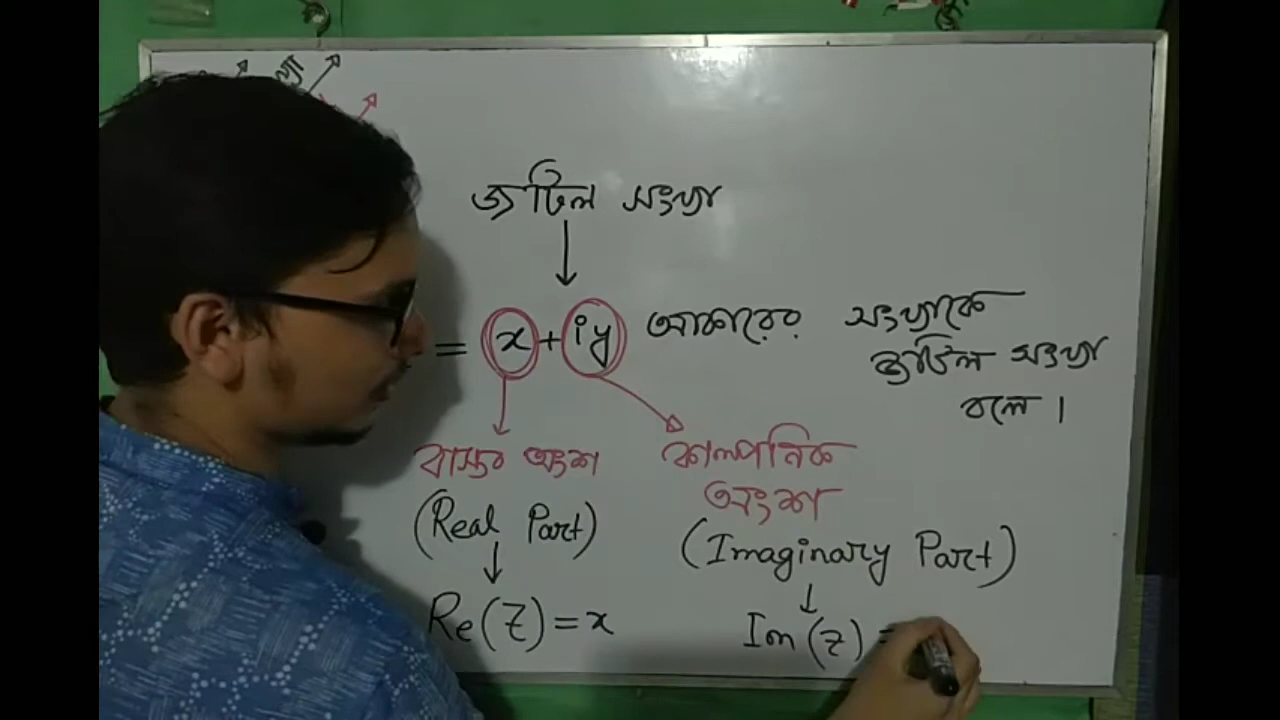 জটিল সংখ্যা
= x + iy আকারের সংখ্যাকে
জটিল সংখ্যা
বলে।
বাস্তব অংশ
কাল্পনিক
অংশ
(Real Part)
(Imaginary Part)
Re(Z) = x
Im(z) =